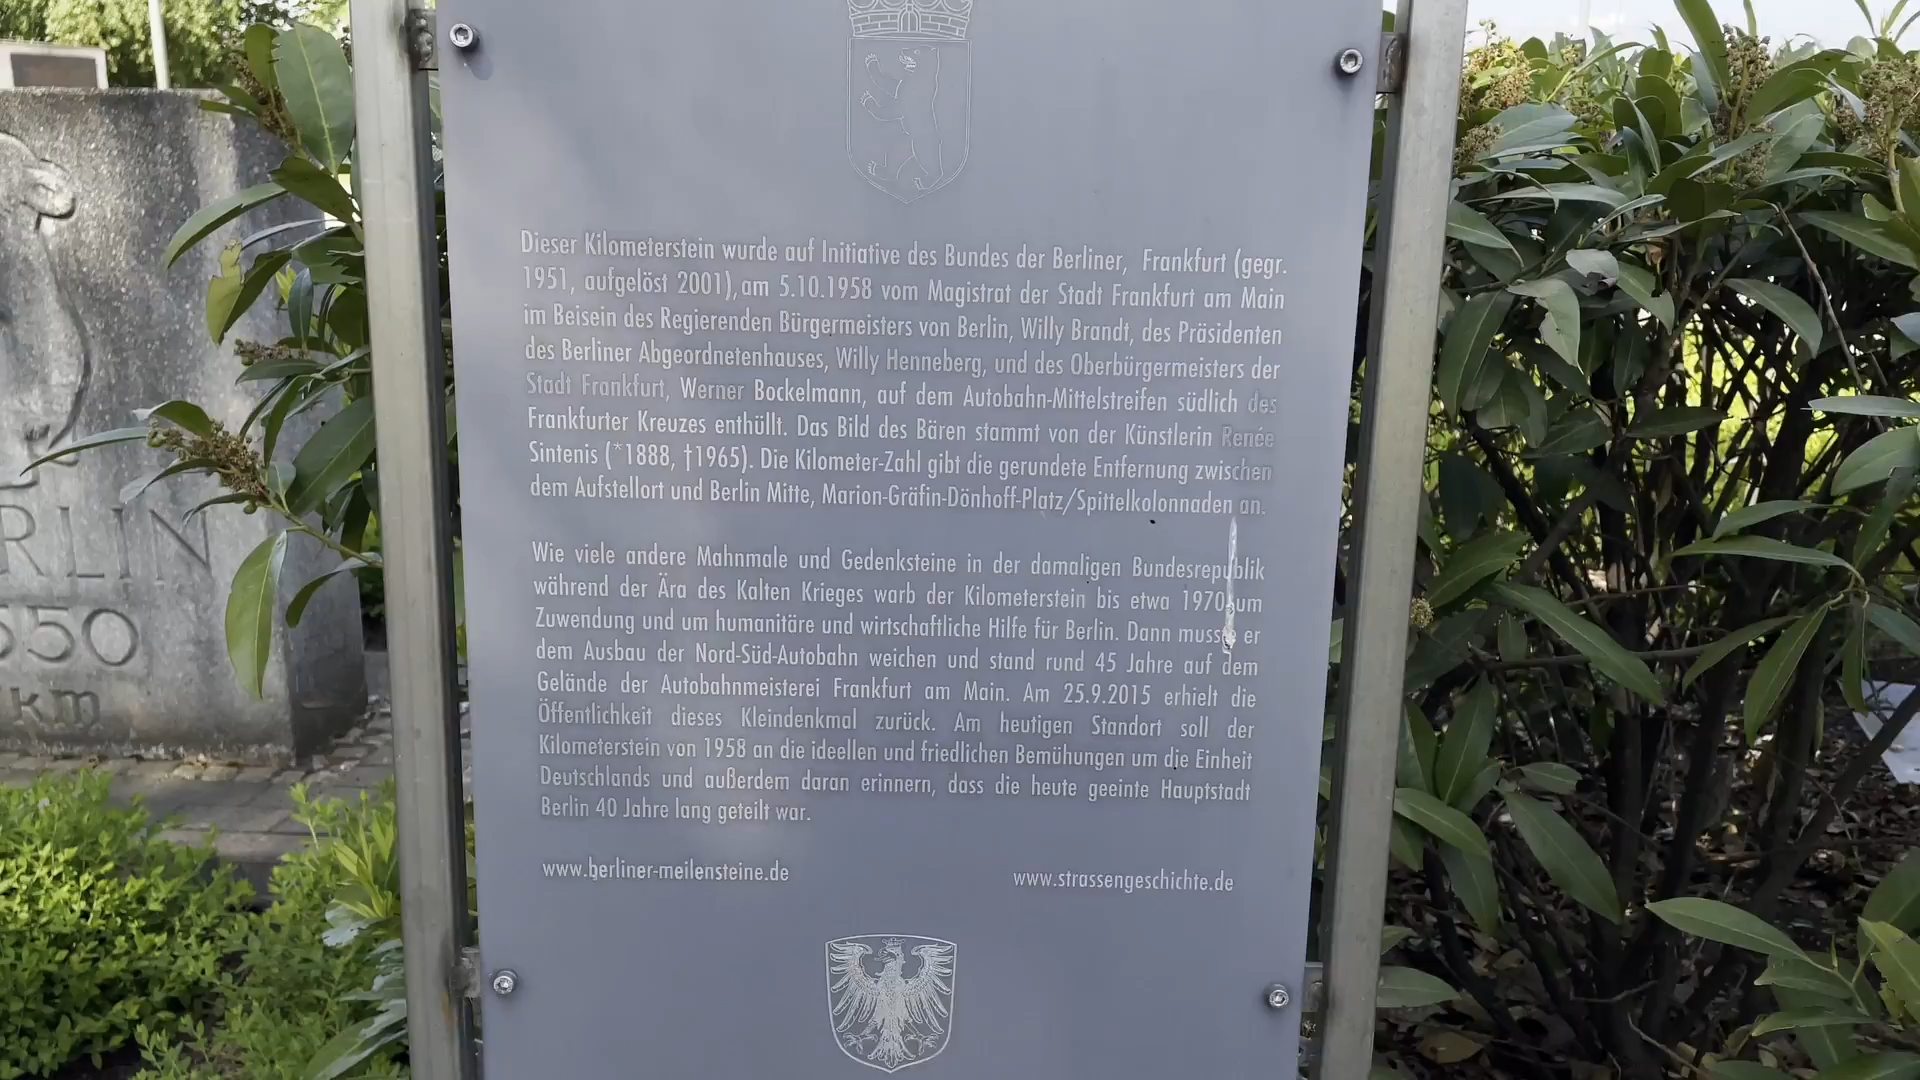 Dieser Kilometerstein wurde auf Initiative des Bundes der Berliner, Frankfurt (gegr.
1951, aufgelöst 2001), am 5.10.1958 vom Magistrat der Stadt Frankfurt am Main
im Beisein des Regierenden Bürgermeisters von Berlin, Willy Brandt, des Präsidenten
des Berliner Abgeordnetenhauses, Willy Henneberg, und des Oberbürgermeisters der
Stadt Frankfurt, Werner Bockelmann, auf dem Autobahn-Mittelstreifen südlich des
Frankfurter Kreuzes enthüllt. Das Bild des Bären stammt von der Künstlerin Renée
Sintenis (*1888, †1965). Die Kilometer-Zahl gibt die gerundete Entfernung zwischen
dem Aufstellort und Berlin Mitte, Marion-Gräfin-Dönhoff-Platz/Spittelkolonnaden an.
Wie viele andere Mahnmale und Gedenksteine in der damaligen Bundesrepublik
während der Ära des Kalten Krieges warb der Kilometerstein bis etwa 1970 um
Zuwendung und um humanitäre und wirtschaftliche Hilfe für Berlin. Dann musste er
dem Ausbau der Nord-Süd-Autobahn weichen und stand rund 45 Jahre auf dem
Gelände der Autobahnmeisterei Frankfurt am Main. Am 25.9.2015 erhielt die
Öffentlichkeit dieses Kleindenkmal zurück. Am heutigen Standort soll der
Kilometerstein von 1958 an die ideellen und friedlichen Bemühungen um die Einheit
Deutschlands und außerdem daran erinnern, dass die heute geeinte Hauptstadt
Berlin 40 Jahre lang geteilt war.
www.berliner-meilensteine.de
www.strassengeschichte.de
ERLIN
550
km